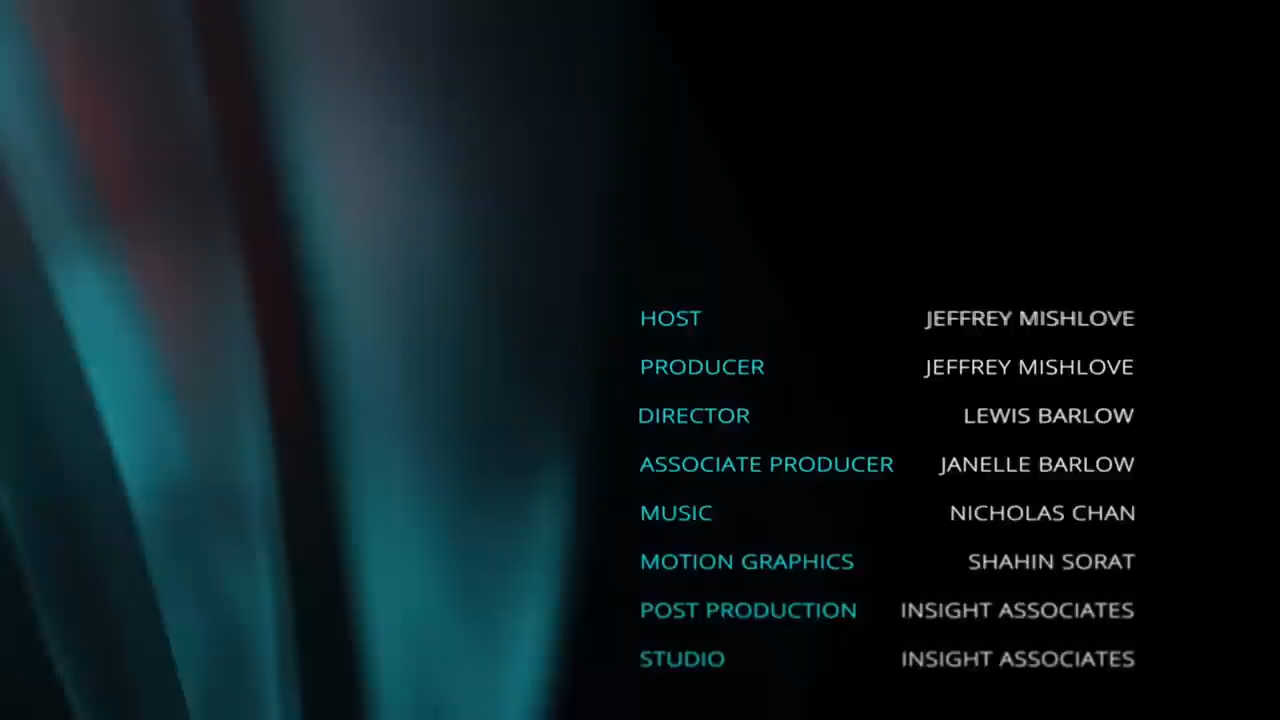 HOST JEFFREY MISHLOVE
PRODUCER JEFFREY MISHLOVE
DIRECTOR LEWIS BARLOW
ASSOCIATE PRODUCER JANELLE BARLOW
MUSIC NICHOLAS CHAN
MOTION GRAPHICS SHAHIN SORAT
POST PRODUCTION INSIGHT ASSOCIATES
STUDIO INSIGHT ASSOCIATES